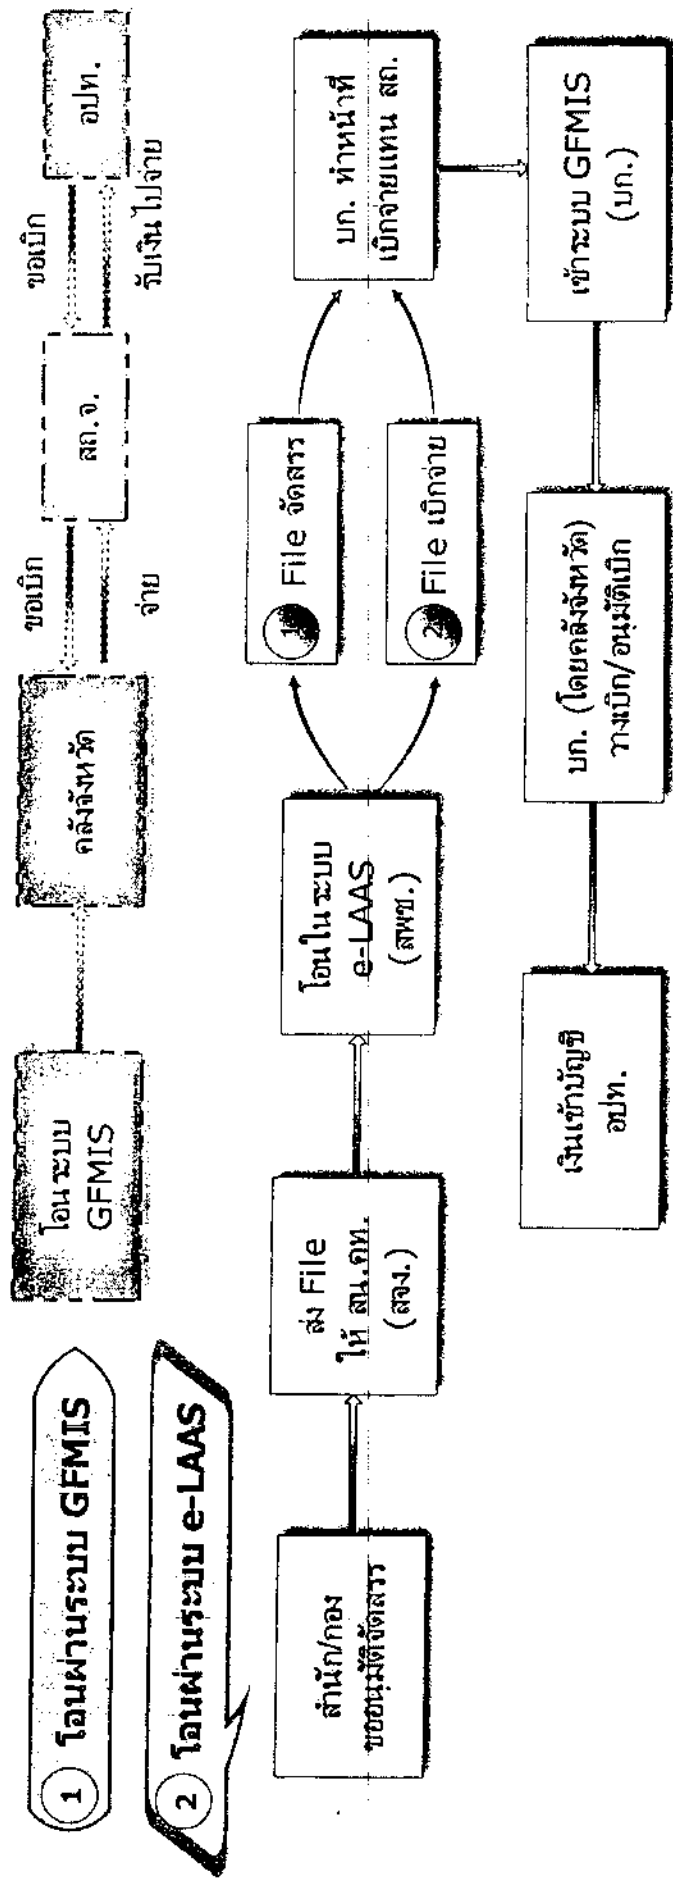 1 โอนผ่านระบบ GFMIS
โอนระบบ
GFMIS
คลังจังหวัด
ขอเบิก
จ่าย
สถ.จ.
ขอเบิก
รับเงินไปจ่าย
อปท.
2 โอนผ่านระบบ e-LAAS
สำนัก/กอง
ขออนุมัติจัดสรร
ส่ง File
ให้ สน.คท.
(สจง.)
โอนในระบบ
e-LAAS
(สพช.)
1 File จัดสรร
2 File เบิกจ่าย
บก. ทำหน้าที่
เบิกจ่ายแทน สถ.
เข้าระบบ GFMIS
(บก.)
บก. (โดยคลังจังหวัด)
วางเบิก/อนุมัติเบิก
เงินเข้าบัญชี
อปท.